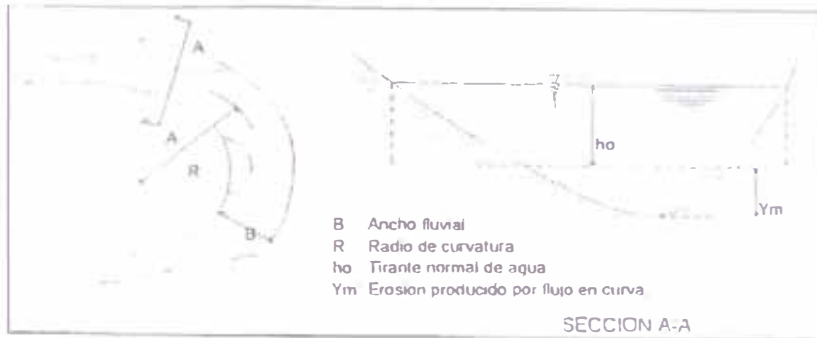 A
A
R
B
ho
Ym
B Ancho fluvial
R Radio de curvatura
ho Tirante normal de agua
Ym Erosion producido por flujo en curva
SECCION A-A